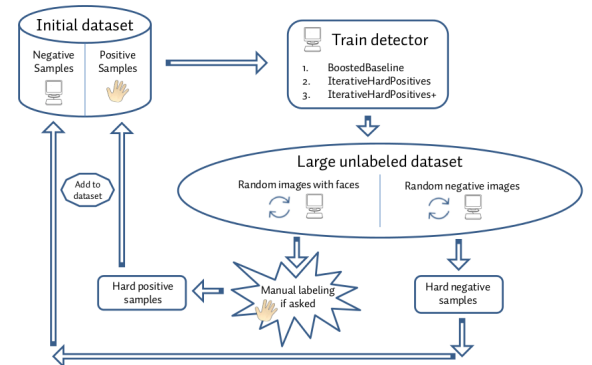 Initial dataset
Negative
Samples
Positive
Samples
Train detector
1. BoostedBaseline
2. IterativeHardPositives
3. IterativeHardPositives+
Large unlabeled dataset
Random images with faces
Random negative images
Add to
dataset
Hard positive
samples
Manual labeling
if asked
Hard negative
samples